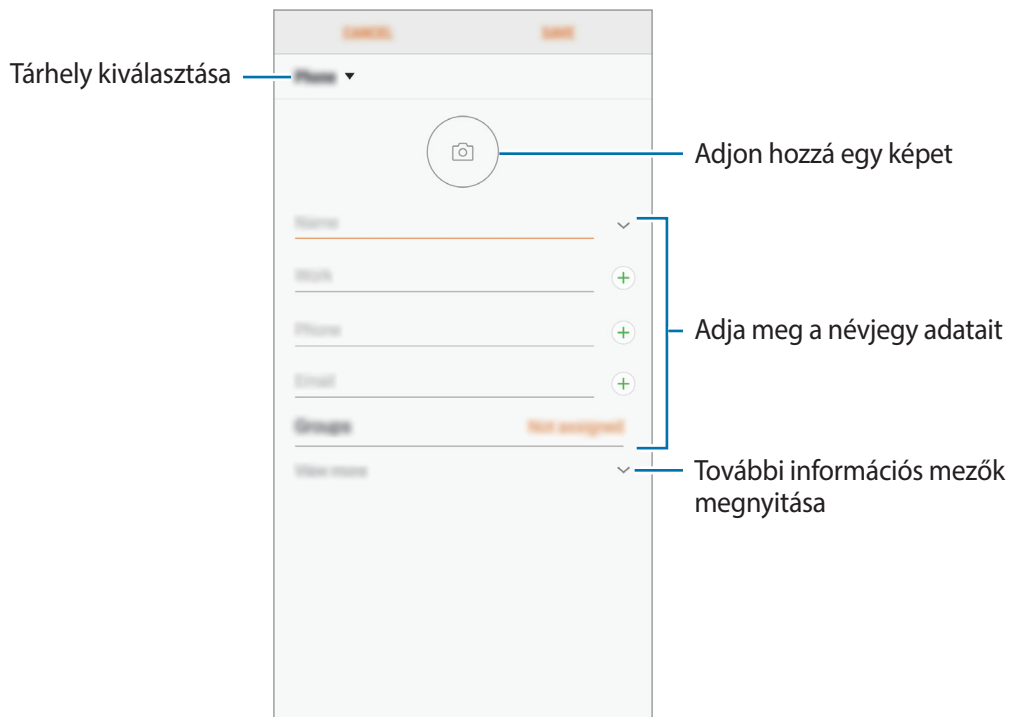 CANCEL
SAVE
Tárhely kiválasztása
Phone
Adjon hozzá egy képet
Name
Work
Phone
Adja meg a névjegy adatait
Email
Groups
Not assigned
View more
További információs mezők
megnyitása